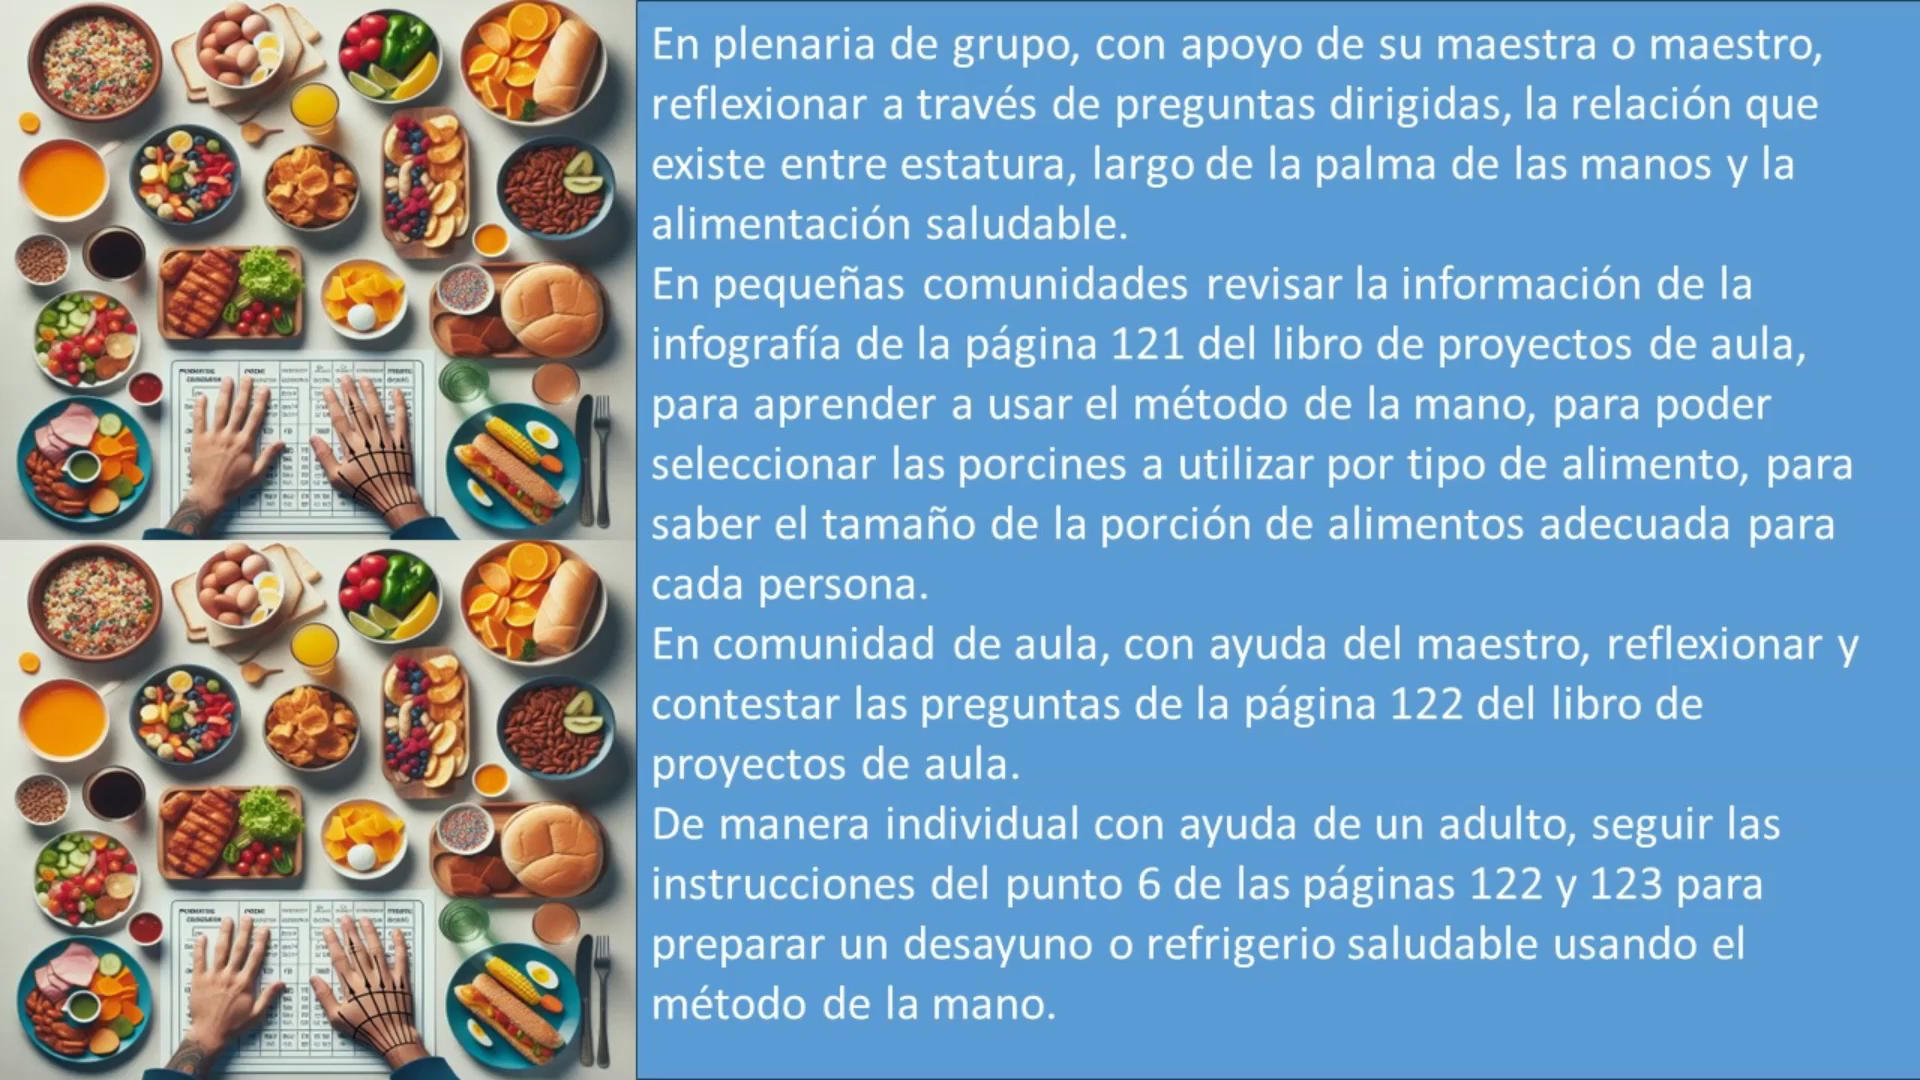 En plenaria de grupo, con apoyo de su maestra o maestro,
reflexionar a través de preguntas dirigidas, la relación que
existe entre estatura, largo de la palma de las manos y la
alimentación saludable.
En pequeñas comunidades revisar la información de la
infografía de la página 121 del libro de proyectos de aula,
para aprender a usar el método de la mano, para poder
seleccionar las porcines a utilizar por tipo de alimento, para
saber el tamaño de la porción de alimentos adecuada para
cada persona.
En comunidad de aula, con ayuda del maestro, reflexionar y
contestar las preguntas de la página 122 del libro de
proyectos de aula.
De manera individual con ayuda de un adulto, seguir las
instrucciones del punto 6 de las páginas 122 y 123 para
preparar un desayuno o refrigerio saludable usando el
método de la mano.